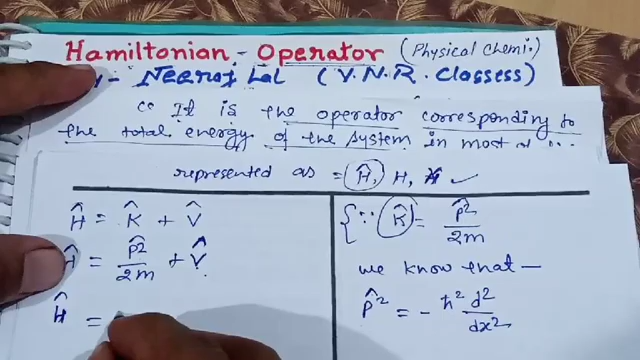 Hamiltonian - Operator (Physical Chemi.)
- Neeraj Lal (V.N.R. Classess)
" It is the operator corresponding to
the total energy of the system in most
represented as = Ĥ, H,
Ĥ = K̂ + V̂
Ĥ = p̂²/2m + V̂
Ĥ =
{∵ K̂ = p̂²/2m
we know that —
p̂² = - ħ² d²/dx²